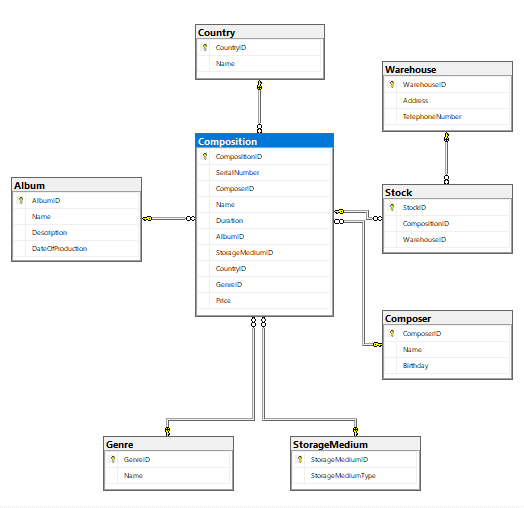 Country
CountryID
Name
Warehouse
WarehouseID
Address
TelephoneNumber
Composition
CompositionID
SerialNumber
ComposerID
Name
Duration
AlbumID
StorageMediumID
CountryID
GenreID
Price
Album
AlbumID
Name
Description
DateOfProduction
Stock
StockID
CompositionID
WarehouseID
Composer
ComposerID
Name
Birthday
Genre
GenreID
Name
StorageMedium
StorageMediumID
StorageMediumType